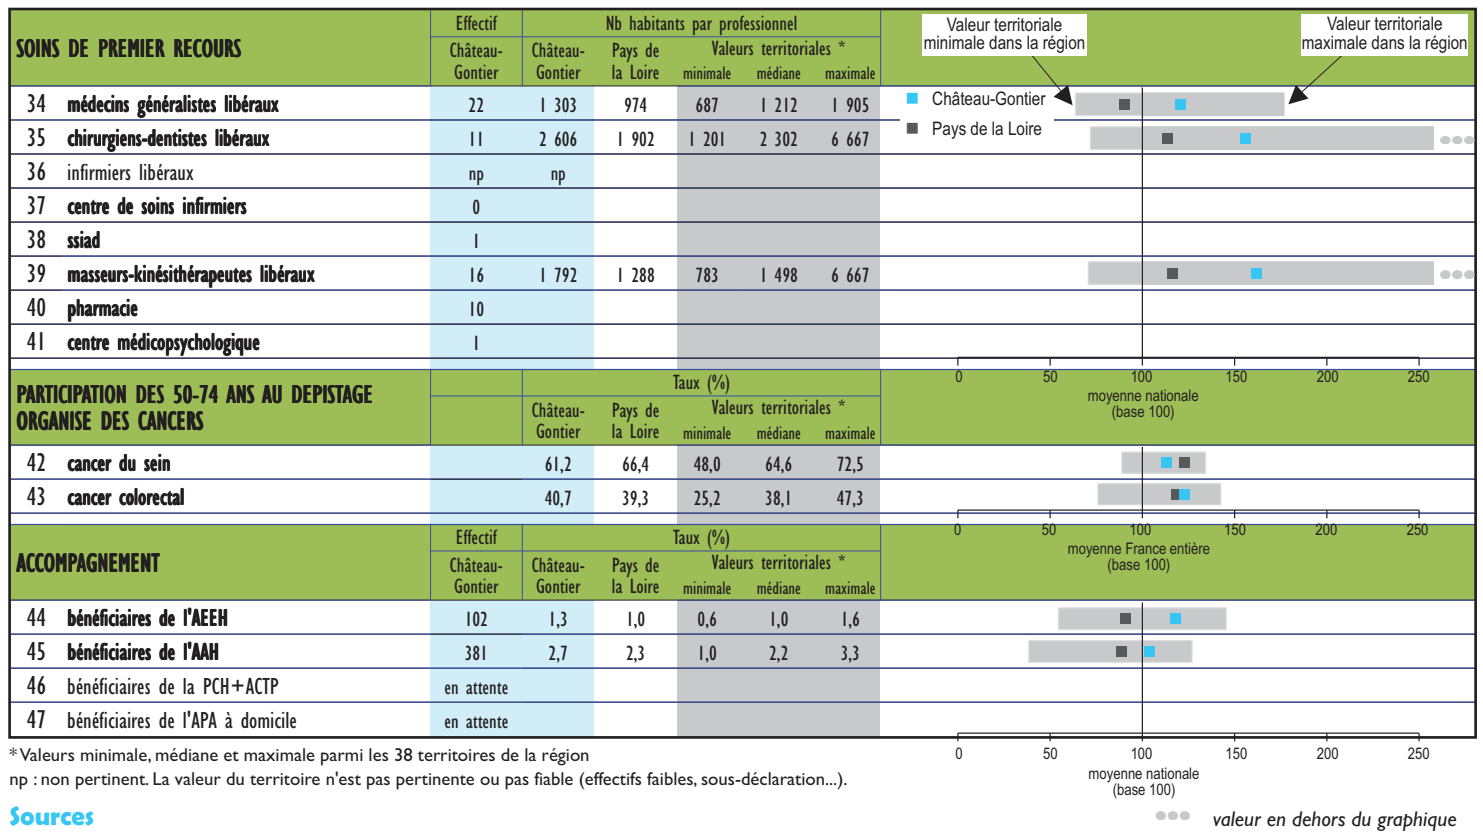 SOINS DE PREMIER RECOURS
Effectif
Nb habitants par professionnel
Château-Gontier
Château-Gontier
Pays de la Loire
Valeurs territoriales *
minimale médiane maximale
Valeur territoriale minimale dans la région
Valeur territoriale maximale dans la région
Château-Gontier
Pays de la Loire
34 médecins généralistes libéraux 22 1 303 974 687 1 212 1 905
35 chirurgiens-dentistes libéraux 11 2 606 1 902 1 201 2 302 6 667
36 infirmiers libéraux np np
37 centre de soins infirmiers 0
38 ssiad 1
39 masseurs-kinésithérapeutes libéraux 16 1 792 1 288 783 1 498 6 667
40 pharmacie 10
41 centre médicopsychologique 1
0 50 100 150 200 250
moyenne nationale
(base 100)
PARTICIPATION DES 50-74 ANS AU DEPISTAGE
ORGANISE DES CANCERS
Taux (%)
Château-Gontier
Pays de la Loire
Valeurs territoriales *
minimale médiane maximale
42 cancer du sein 61,2 66,4 48,0 64,6 72,5
43 cancer colorectal 40,7 39,3 25,2 38,1 47,3
0 50 100 150 200 250
moyenne France entière
(base 100)
ACCOMPAGNEMENT
Effectif
Taux (%)
Château-Gontier
Château-Gontier
Pays de la Loire
Valeurs territoriales *
minimale médiane maximale
44 bénéficiaires de l'AEEH 102 1,3 1,0 0,6 1,0 1,6
45 bénéficiaires de l'AAH 381 2,7 2,3 1,0 2,2 3,3
46 bénéficiaires de la PCH+ACTP en attente
47 bénéficiaires de l'APA à domicile en attente
0 50 100 150 200 250
moyenne nationale
(base 100)
* Valeurs minimale, médiane et maximale parmi les 38 territoires de la région
np : non pertinent. La valeur du territoire n'est pas pertinente ou pas fiable (effectifs faibles, sous-déclaration...).
Sources
valeur en dehors du graphique